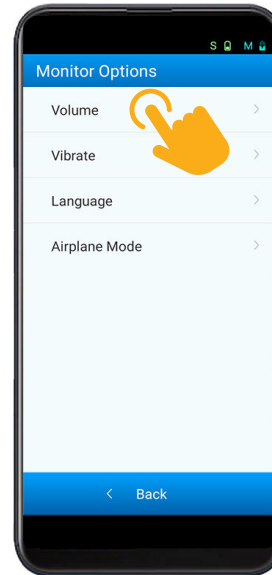 S M
Monitor Options
Volume
Vibrate
Language
Airplane Mode
< Back